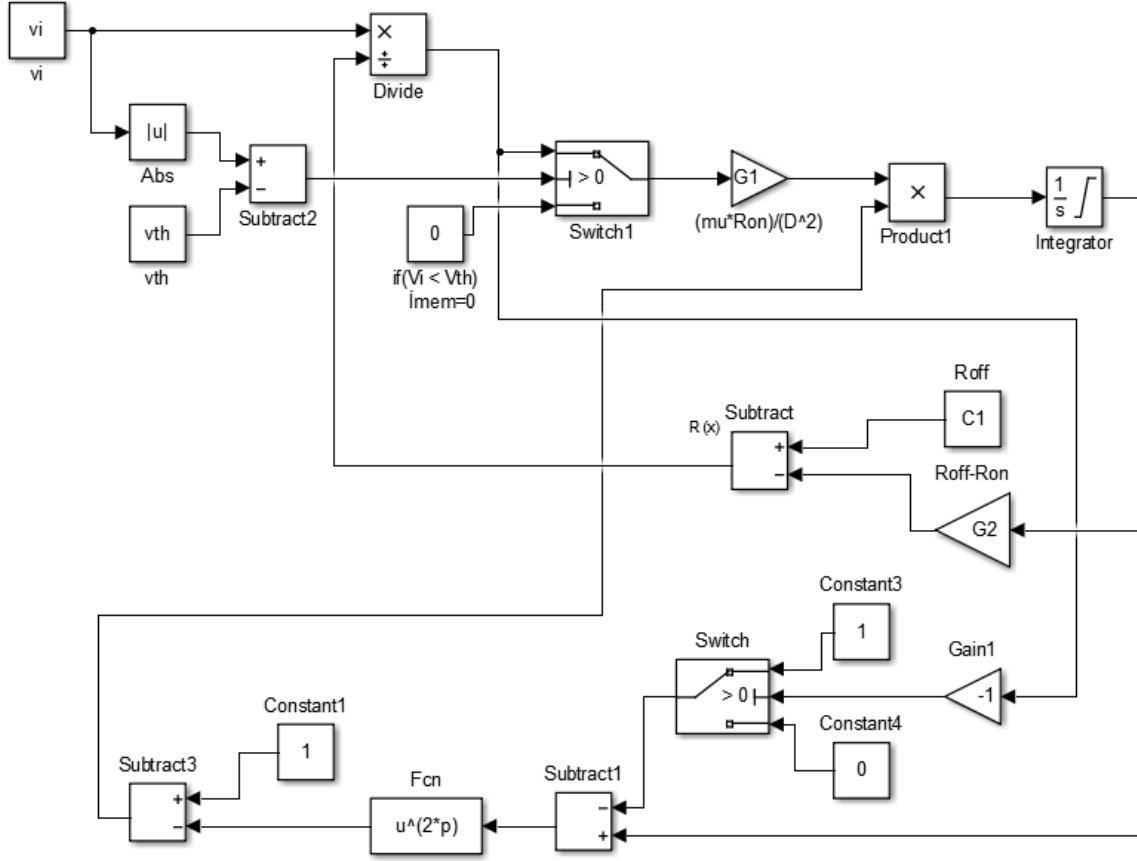 vi
vi
×
÷
Divide
|u|
Abs
+
−
Subtract2
vth
vth
> 0
Switch1
0
if(Vi < Vth)
İmem=0
G1
(mu*Ron)/(D^2)
×
Product1
1
s
Integrator
Roff
C1
Subtract
R (x)
+
−
Roff-Ron
G2
Constant3
1
Switch
> 0
Gain1
-1
Constant4
0
Constant1
1
Subtract3
+
−
Fcn
u^(2*p)
Subtract1
−
+